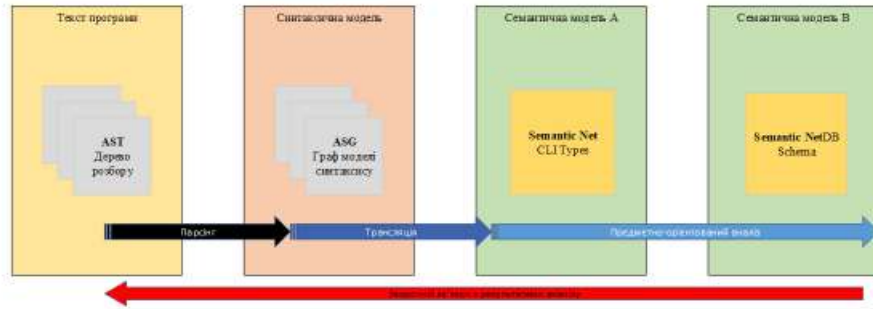 Текст програми
Синтаксична модель
Семантична модель А
Семантична модель В
AST
Дерево
розбору
ASG
Граф моделі
синтаксису
Semantic Net
CLI Types
Semantic NetDB
Schema
Парсінг
Трансляція
Предметно-орієнтований аналіз